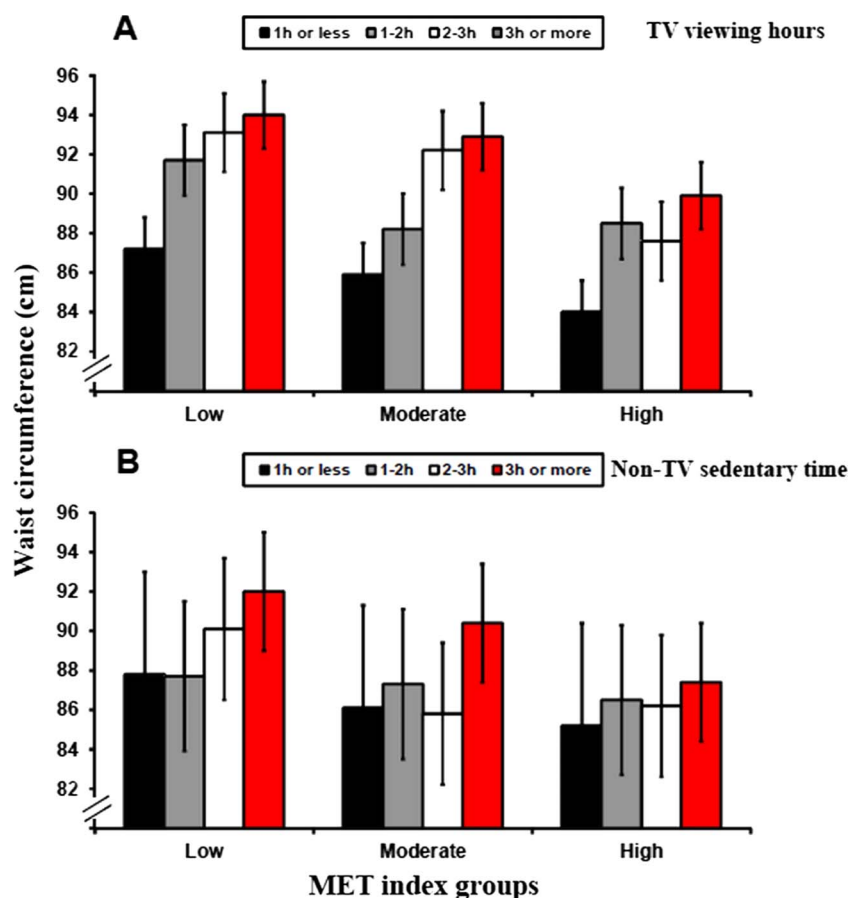 A
1h or less 1-2h 2-3h 3h or more
TV viewing hours
Waist circumference (cm)
96
94
92
90
88
86
84
82
Low Moderate High
B
1h or less 1-2h 2-3h 3h or more
Non-TV sedentary time
96
94
92
90
88
86
84
82
Low Moderate High
MET index groups